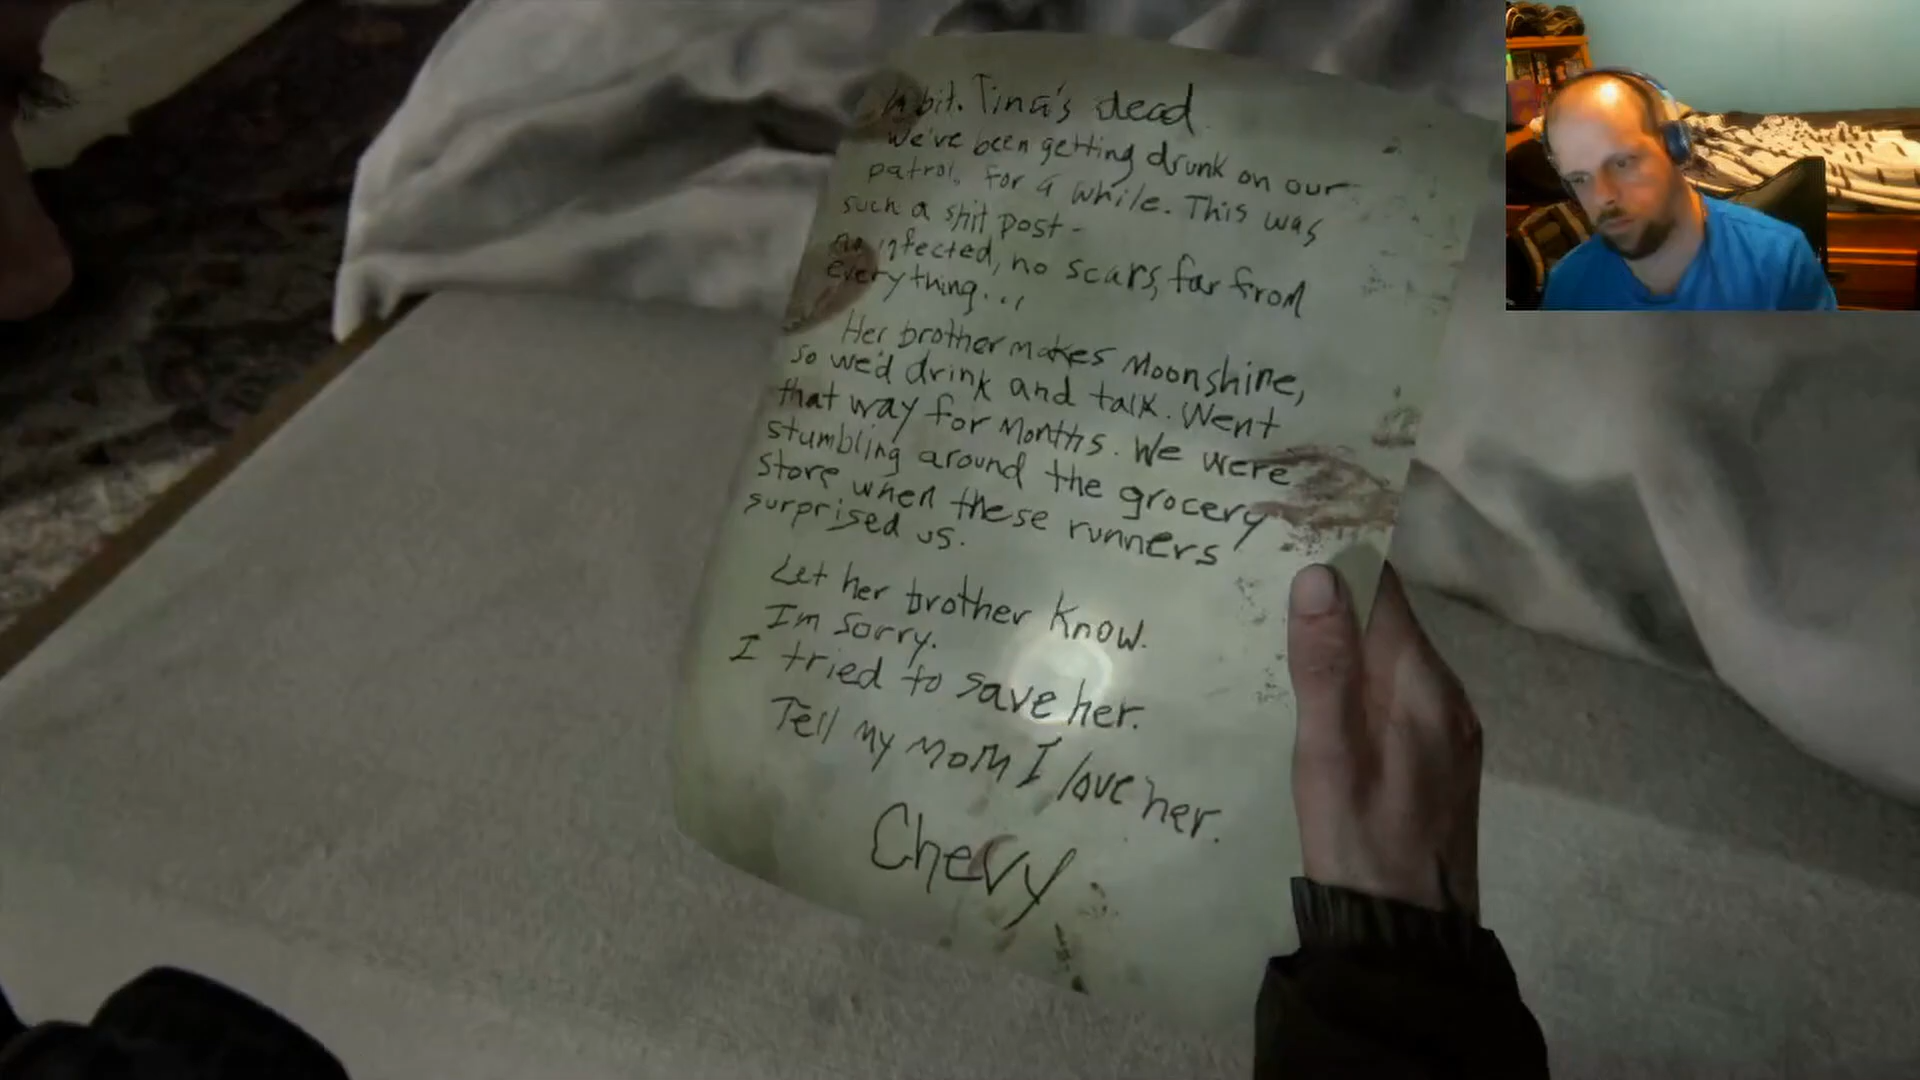 'm bit. Tina's dead.
We've been getting drunk on our
patrol, for a while. This was
such a shit post -
No infected, no scars, far from
everything...
Her brother makes Moonshine,
so we'd drink and talk. Went
that way for months. We were
stumbling around the grocery
store when these runners
surprised us.
Let her brother know.
I'm sorry.
I tried to save her.
Tell my mom I love her.
Chevy